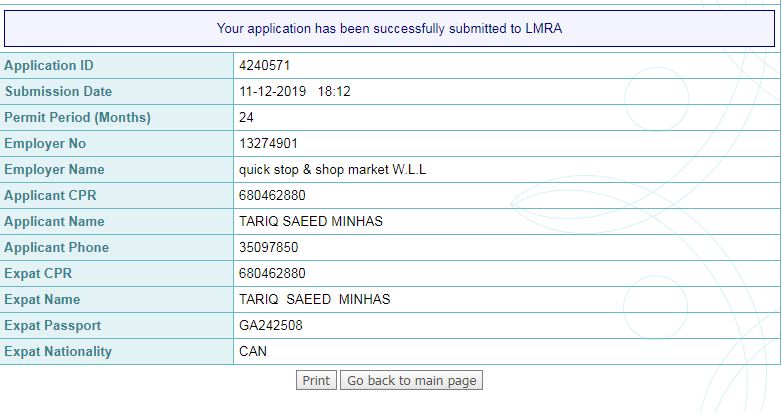 Your application has been successfully submitted to LMRA
Application ID 4240571
Submission Date 11-12-2019 18:12
Permit Period (Months) 24
Employer No 13274901
Employer Name quick stop & shop market W.L.L
Applicant CPR 680462880
Applicant Name TARIQ SAEED MINHAS
Applicant Phone 35097850
Expat CPR 680462880
Expat Name TARIQ SAEED MINHAS
Expat Passport GA242508
Expat Nationality CAN
Print Go back to main page